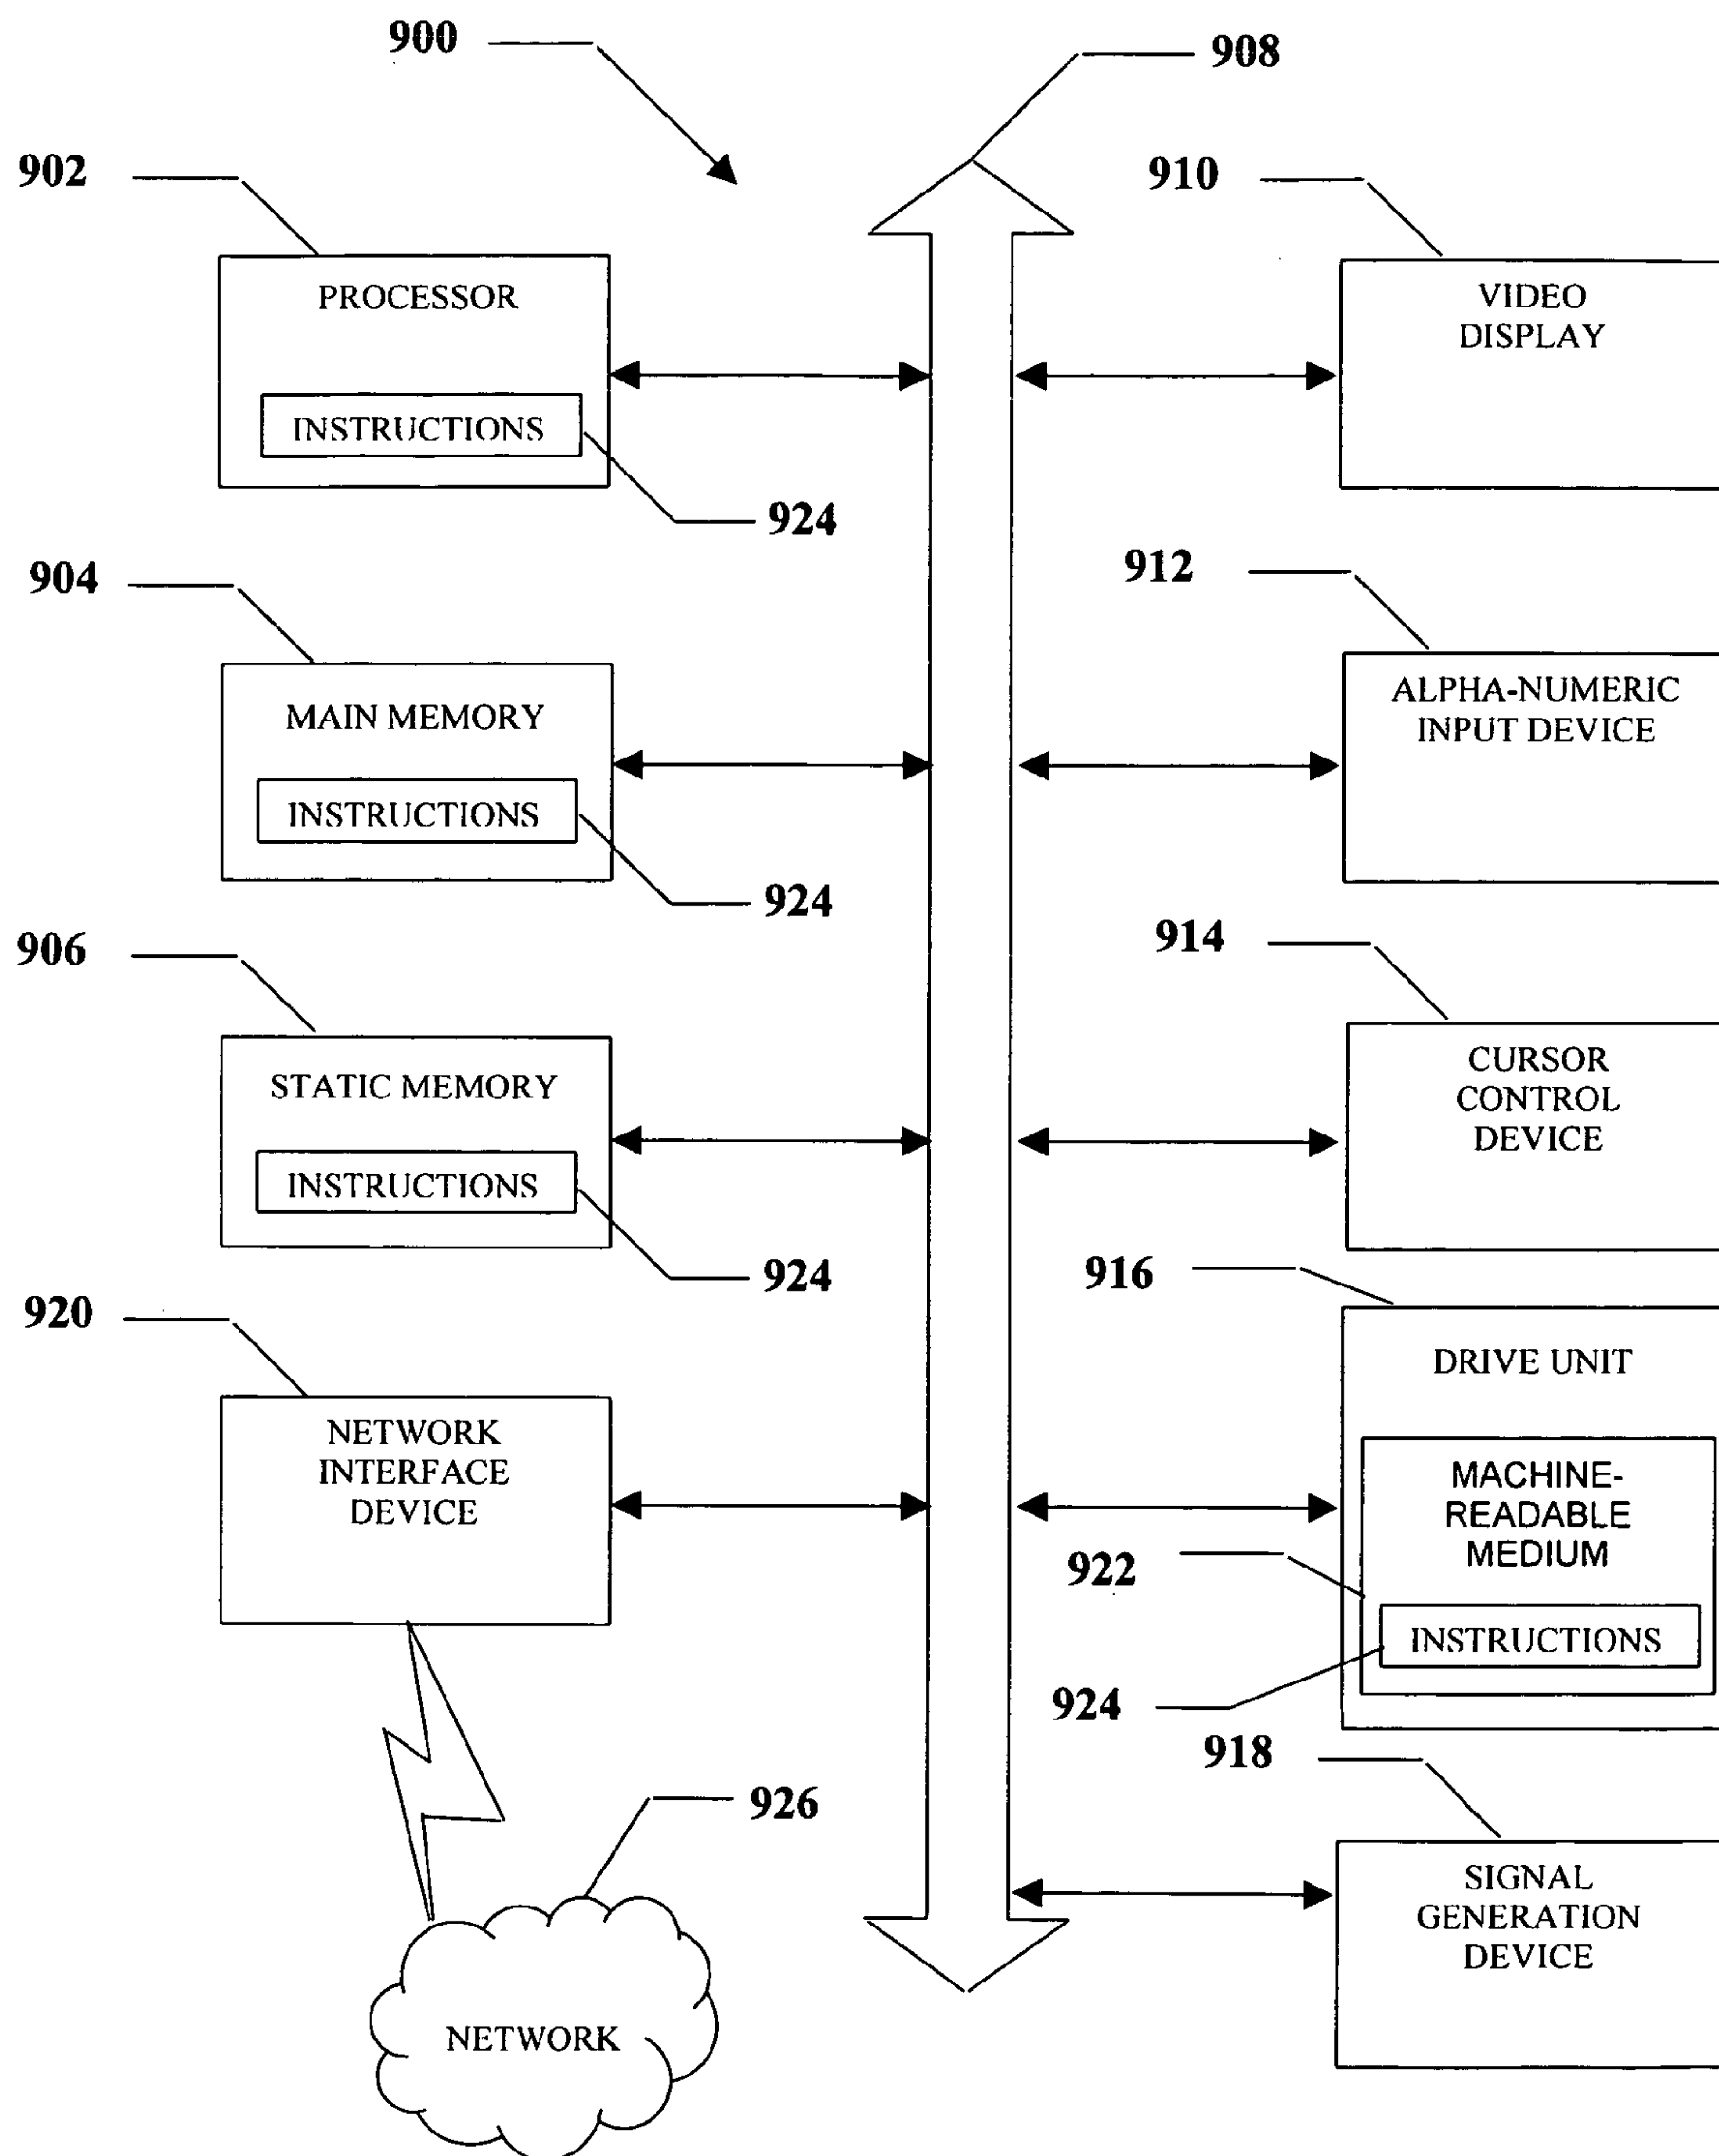 900
908
902
910
PROCESSOR
INSTRUCTIONS
924
VIDEO
DISPLAY
904
912
MAIN MEMORY
INSTRUCTIONS
924
ALPHA-NUMERIC
INPUT DEVICE
906
914
STATIC MEMORY
INSTRUCTIONS
924
CURSOR
CONTROL
DEVICE
920
916
NETWORK
INTERFACE
DEVICE
DRIVE UNIT
MACHINE-
READABLE
MEDIUM
922
INSTRUCTIONS
924
918
926
NETWORK
SIGNAL
GENERATION
DEVICE